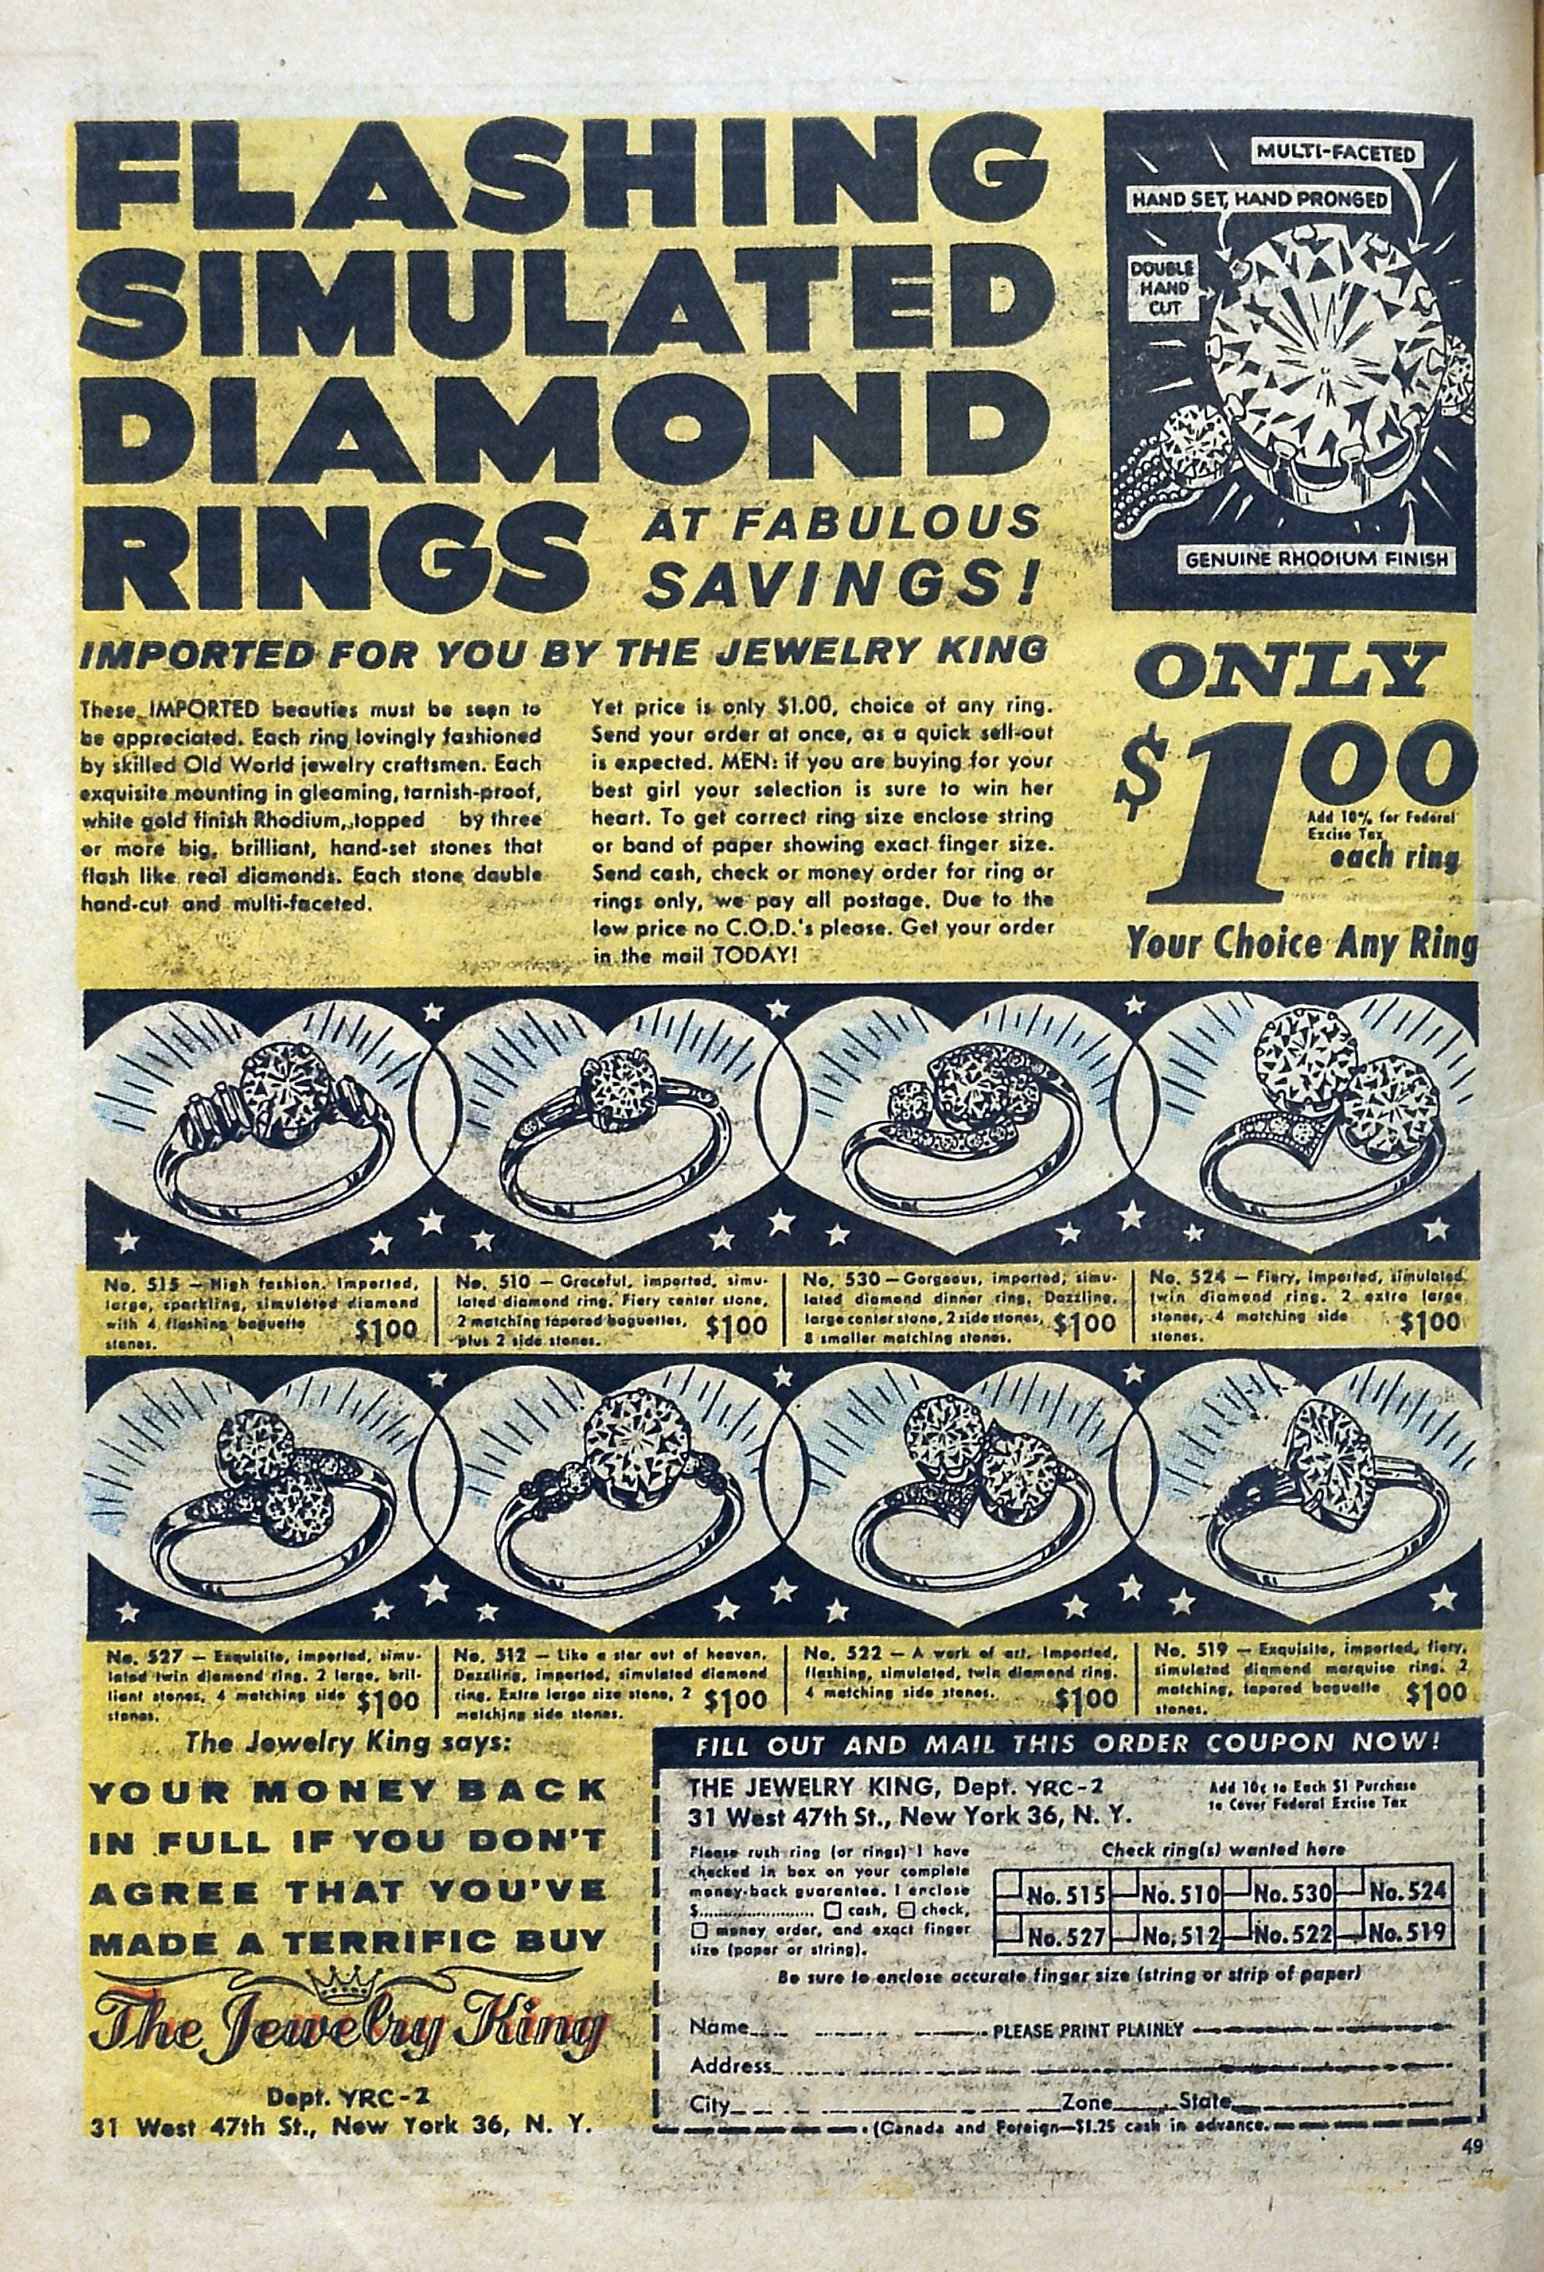 FLASHING
SIMULATED
DIAMOND
RINGS AT FABULOUS
SAVINGS!
IMPORTED FOR YOU BY THE JEWELRY KING
MULTI-FACETED
HAND SET, HAND PRONGED
DOUBLE
HAND
CUT
GENUINE RHODIUM FINISH
These IMPORTED beauties must be seen to
be appreciated. Each ring lovingly fashioned
by skilled Old World jewelry craftsmen. Each
exquisite mounting in gleaming, tarnish-proof,
white gold finish Rhodium, topped by three
or more big, brilliant, hand-set stones that
flash like real diamonds. Each stone double
hand-cut and multi-faceted.
Yet price is only $1.00, choice of any ring.
Send your order at once, as a quick sell-out
is expected. MEN: if you are buying for your
best girl your selection is sure to win her
heart. To get correct ring size enclose string
or band of paper showing exact finger size.
Send cash, check or money order for ring or
rings only, we pay all postage. Due to the
low price no C.O.D.'s please. Get your order
in the mail TODAY!
ONLY
$1 00
Add 10% for Federal
Excise Tax
each ring
Your Choice Any Ring
No. 515 — High fashion. Imported,
large, sparkling, simulated diamond
with 4 flashing baguette
stones. $1 00
No. 510 — Graceful, imported, simu-
lated diamond ring. Fiery center stone,
2 matching tapered baguettes,
plus 2 side stones. $1 00
No. 530 — Gorgeous, imported, simu-
lated diamond dinner ring. Dazzling,
large center stone, 2 side stones,
8 smaller matching stones. $1 00
No. 524 — Fiery, imported, simulated
twin diamond ring. 2 extra large
stones, 4 matching side
stones. $1 00
No. 527 — Exquisite, imported, simu-
lated twin diamond ring. 2 large, bril-
liant stones, 4 matching side
stones. $1 00
No. 512 — Like a star out of heaven.
Dazzling, imported, simulated diamond
ring. Extra large size stone, 2
matching side stones. $1 00
No. 522 — A work of art. Imported,
flashing, simulated, twin diamond ring.
4 matching side stones. $1 00
No. 519 — Exquisite, imported, fiery,
simulated diamond marquise ring. 2
matching, tapered baguette
stones. $1 00
The Jewelry King says:
YOUR MONEY BACK
IN FULL IF YOU DON'T
AGREE THAT YOU'VE
MADE A TERRIFIC BUY
The Jewelry King
Dept. YRC-2
31 West 47th St., New York 36, N. Y.
FILL OUT AND MAIL THIS ORDER COUPON NOW!
THE JEWELRY KING, Dept. YRC-2
31 West 47th St., New York 36, N. Y.
Add 10¢ to Each $1 Purchase
to Cover Federal Excise Tax
Please rush ring (or rings) I have
checked in box on your complete
money-back guarantee. I enclose
$.................... ☐ cash, ☐ check,
☐ money order, and exact finger
size (paper or string).
Check ring(s) wanted here
No. 515 No. 510 No. 530 No. 524
No. 527 No. 512 No. 522 No. 519
Be sure to enclose accurate finger size (string or strip of paper)
Name
PLEASE PRINT PLAINLY
Address
City Zone State
(Canada and Foreign—$1.25 cash in advance.
49